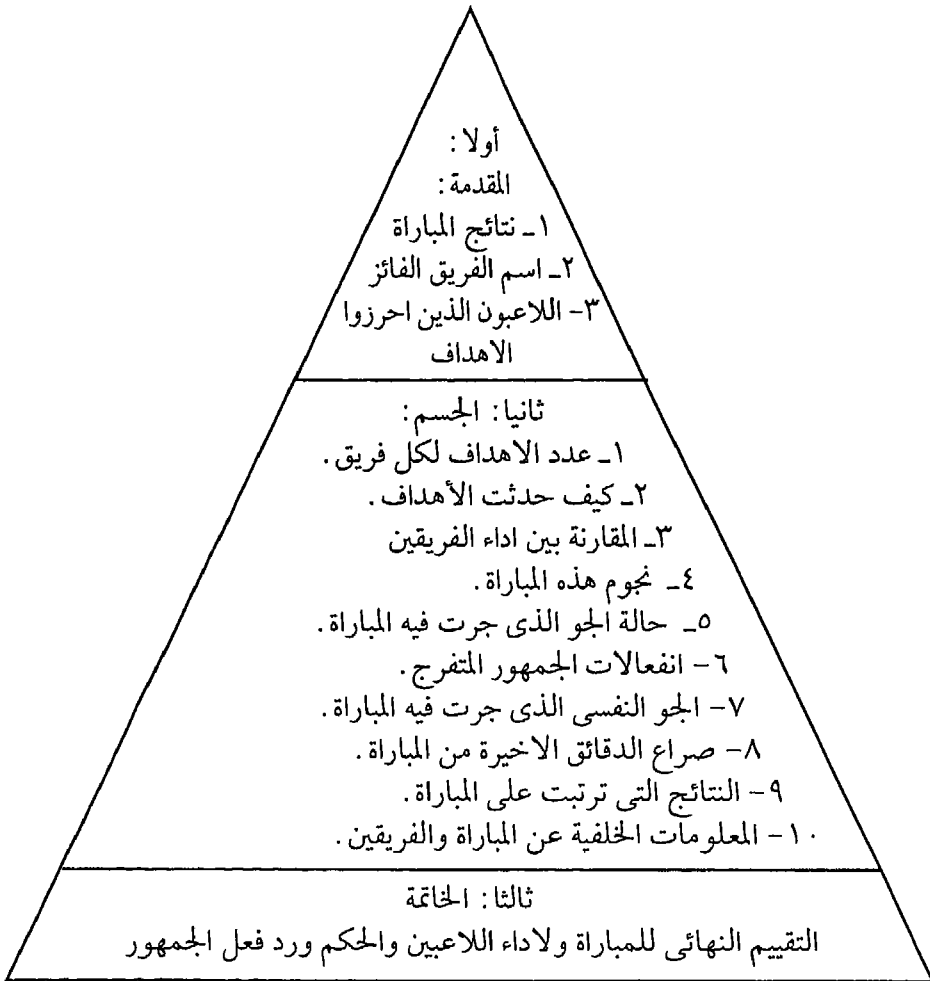 أولا :
المقدمة :
١ـ نتائج المباراة
٢ـ اسم الفريق الفائز
٣- اللاعبون الذين احرزوا
الاهداف
ثانيا : الجسم :
١ـ عدد الاهداف لكل فريق .
٢ـ كيف حدثت الأهداف .
٣ـ المقارنة بين اداء الفريقين
٤ـ نجوم هذه المباراة .
٥ـ حالة الجو الذى جرت فيه المباراة .
٦- انفعالات الجمهور المتفرج .
٧- الجو النفسى الذى جرت فيه المباراة .
٨- صراع الدقائق الاخيرة من المباراة .
٩- النتائج التى ترتبت على المباراة .
١٠- المعلومات الخلفية عن المباراة والفريقين .
ثالثا : الخاتمة
التقييم النهائى للمباراة ولاداء اللاعبين والحكم ورد فعل الجمهور